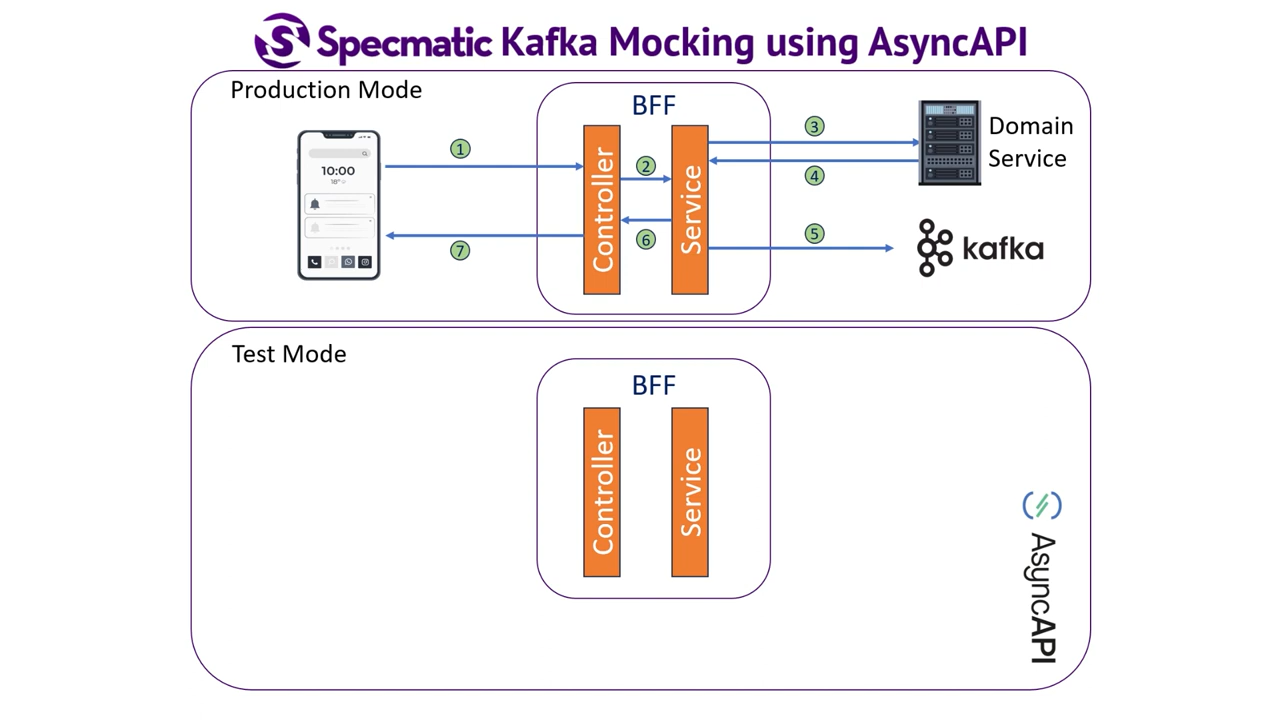 Specmatic Kafka Mocking using AsyncAPI
Production Mode
BFF
Controller
Service
1
2
3
4
5
6
7
10:00
18°
Domain
Service
kafka
Test Mode
BFF
Controller
Service
AsyncAPI